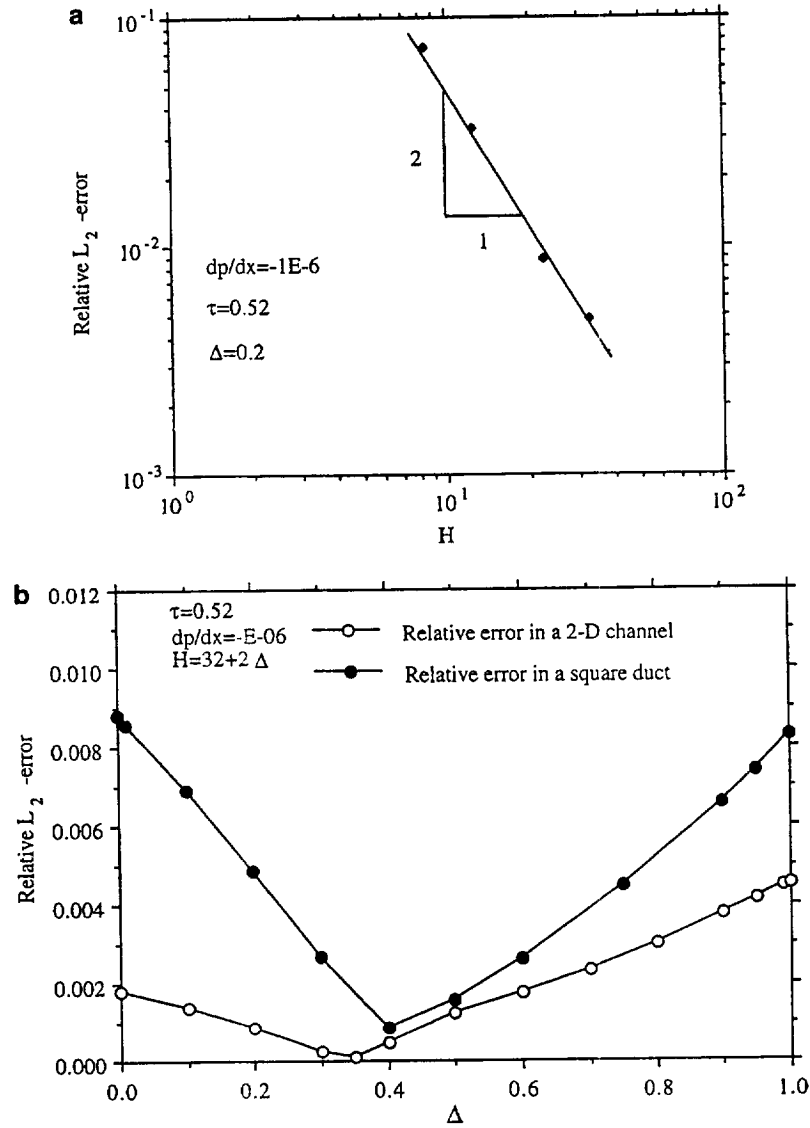 a
10^-1
10^-2
10^-3
Relative L_2 -error
2
1
dp/dx=-1E-6
τ=0.52
Δ=0.2
10^0
10^1
10^2
H
b
0.012
0.010
0.008
0.006
0.004
0.002
0.000
Relative L_2 -error
τ=0.52
dp/dx=-E-06
H=32+2 Δ
Relative error in a 2-D channel
Relative error in a square duct
0.0
0.2
0.4
0.6
0.8
1.0
Δ